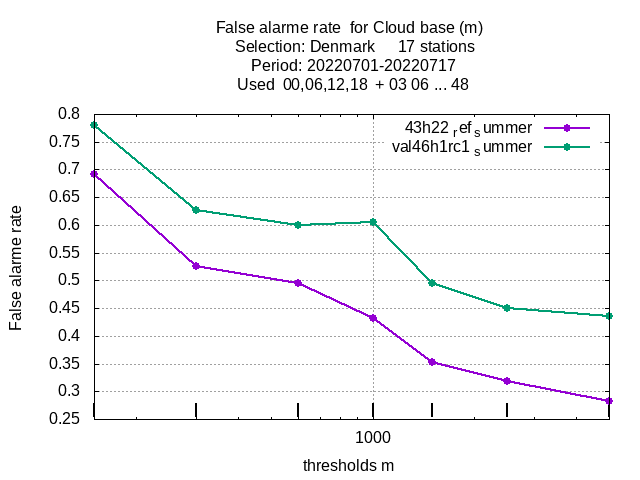 False alarme rate  for Cloud base (m)
Selection: Denmark     17 stations
Period: 20220701-20220717
Used  00,06,12,18  + 03 06 ... 48
43h22 ref summer
val46h1rc1 summer
0.8
0.75
0.7
0.65
0.6
0.55
0.5
0.45
0.4
0.35
0.3
0.25
False alarme rate
1000
thresholds m